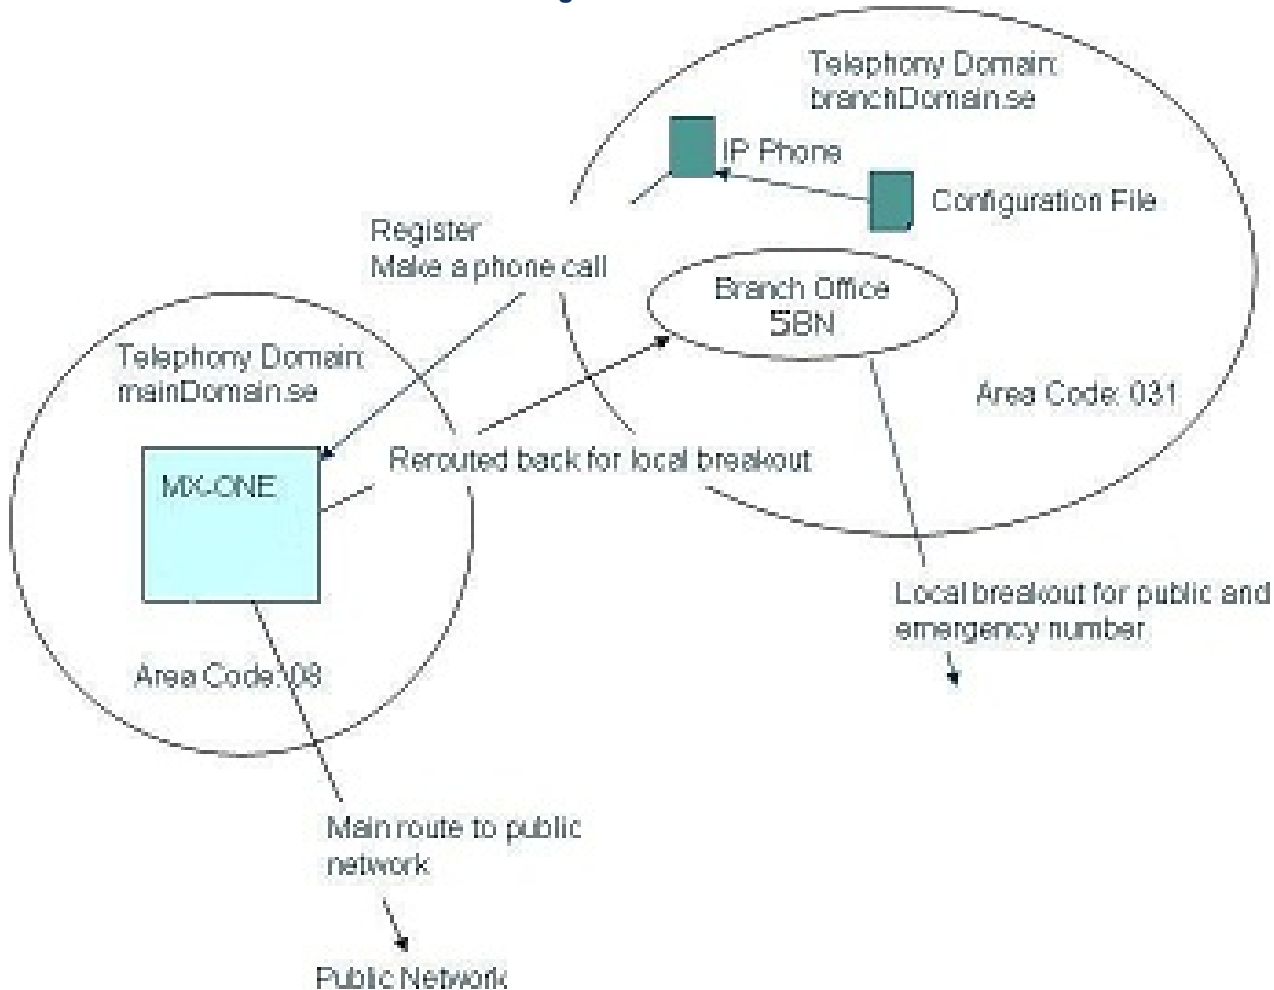 Telephony Domain:
branchDomain.se
IP Phone
Configuration File
Register
Make a phone call
Branch Office
SBN
Telephony Domain:
mainDomain.se
Area Code: 031
Rerouted back for local breakout
MX-ONE
Local breakout for public and
emergency number
Area Code: 08
Main route to public
network
Public Network